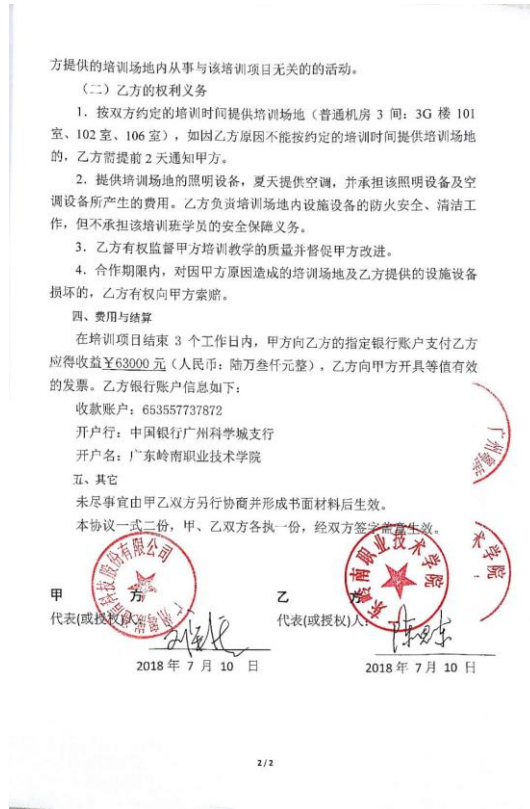 方提供的培训场地内从事与该培训项目无关的的活动。
（二）乙方的权利义务
1．按双方约定的培训时间提供培训场地（普通机房 3 间：3G 楼 101
室、102 室、106 室），如因乙方原因不能按约定的培训时间提供培训场地
的，乙方需提前 2 天通知甲方。
2．提供培训场地的照明设备，夏天提供空调，并承担该照明设备及空
调设备所产生的费用。乙方负责培训场地内设施设备的防火安全、清洁工
作，但不承担该培训班学员的安全保障义务。
3．乙方有权监督甲方培训教学的质量并督促甲方改进。
4．合作期限内，对因甲方原因造成的培训场地及乙方提供的设施设备
损坏的，乙方有权向甲方索赔。
四、费用与结算
在培训项目结束 3 个工作日内，甲方向乙方的指定银行账户支付乙方
应得收益￥63000 元（人民币：陆万叁仟元整），乙方向甲方开具等值有效
的发票。乙方银行账户信息如下：
收款账户：653557737872
开户行：中国银行广州科学城支行
开户名：广东岭南职业技术学院
五、其它
未尽事宜由甲乙双方另行协商并形成书面材料后生效。
本协议一式二份，甲、乙双方各执一份，经双方签字盖章生效。
科技股份有限公司
东岭南职业技术学院
术学院
广州
甲 方
乙 方
代表(或授权)人
代表(或授权)人:
2018 年 7 月 10 日
2018 年 7 月 10 日
2 / 2